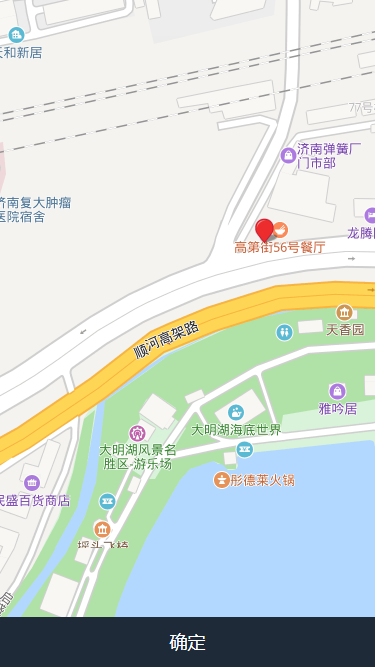 天和新居
77号
济南弹簧厂
门市部
济南复大肿瘤
医院宿舍
龙腾
高第街56号餐厅
顺河高架路
天香园
雅吟居
大明湖海底世界
大明湖风景名
胜区-游乐场
彤德莱火锅
民盛百货商店
确定